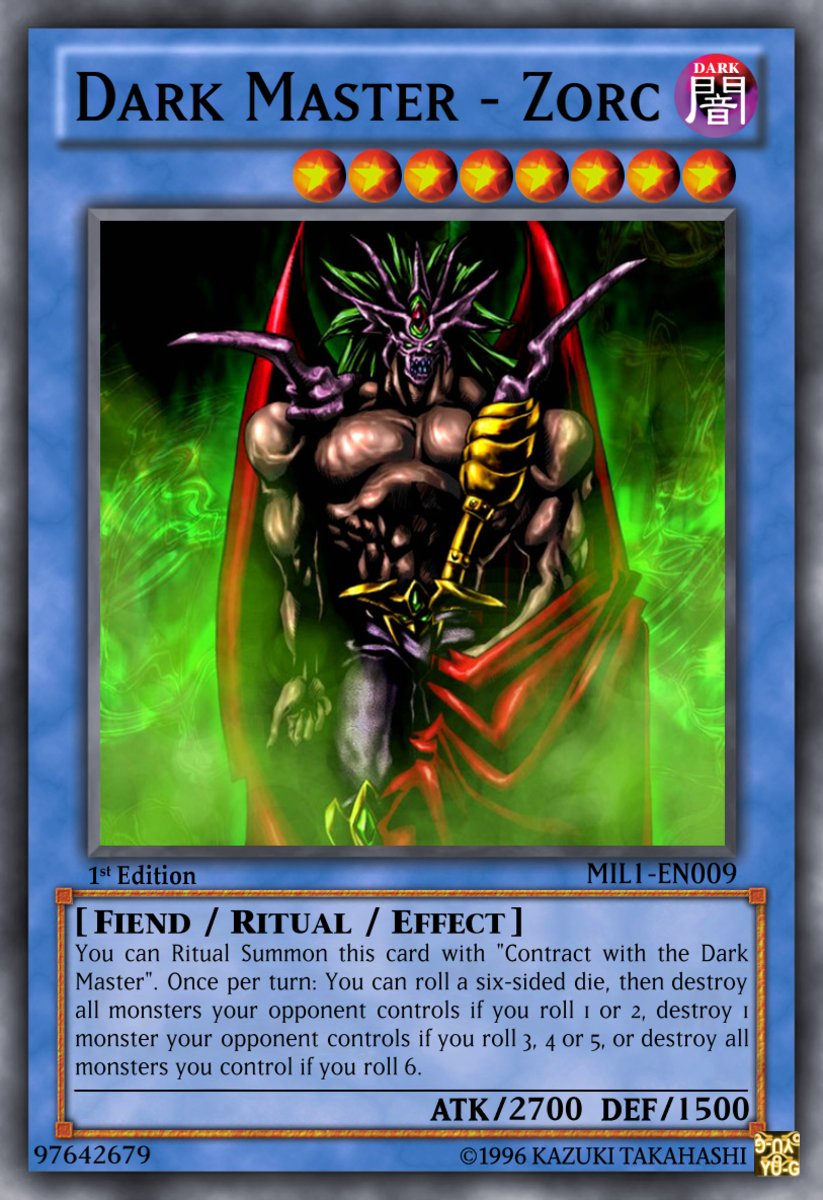 DARK MASTER - ZORC
DARK
闇
1st Edition
MIL1-EN009
[ FIEND / RITUAL / EFFECT ]
You can Ritual Summon this card with "Contract with the Dark
Master". Once per turn: You can roll a six-sided die, then destroy
all monsters your opponent controls if you roll 1 or 2, destroy 1
monster your opponent controls if you roll 3, 4 or 5, or destroy all
monsters you control if you roll 6.
ATK/2700 DEF/1500
97642679
©1996 KAZUKI TAKAHASHI
YU-G